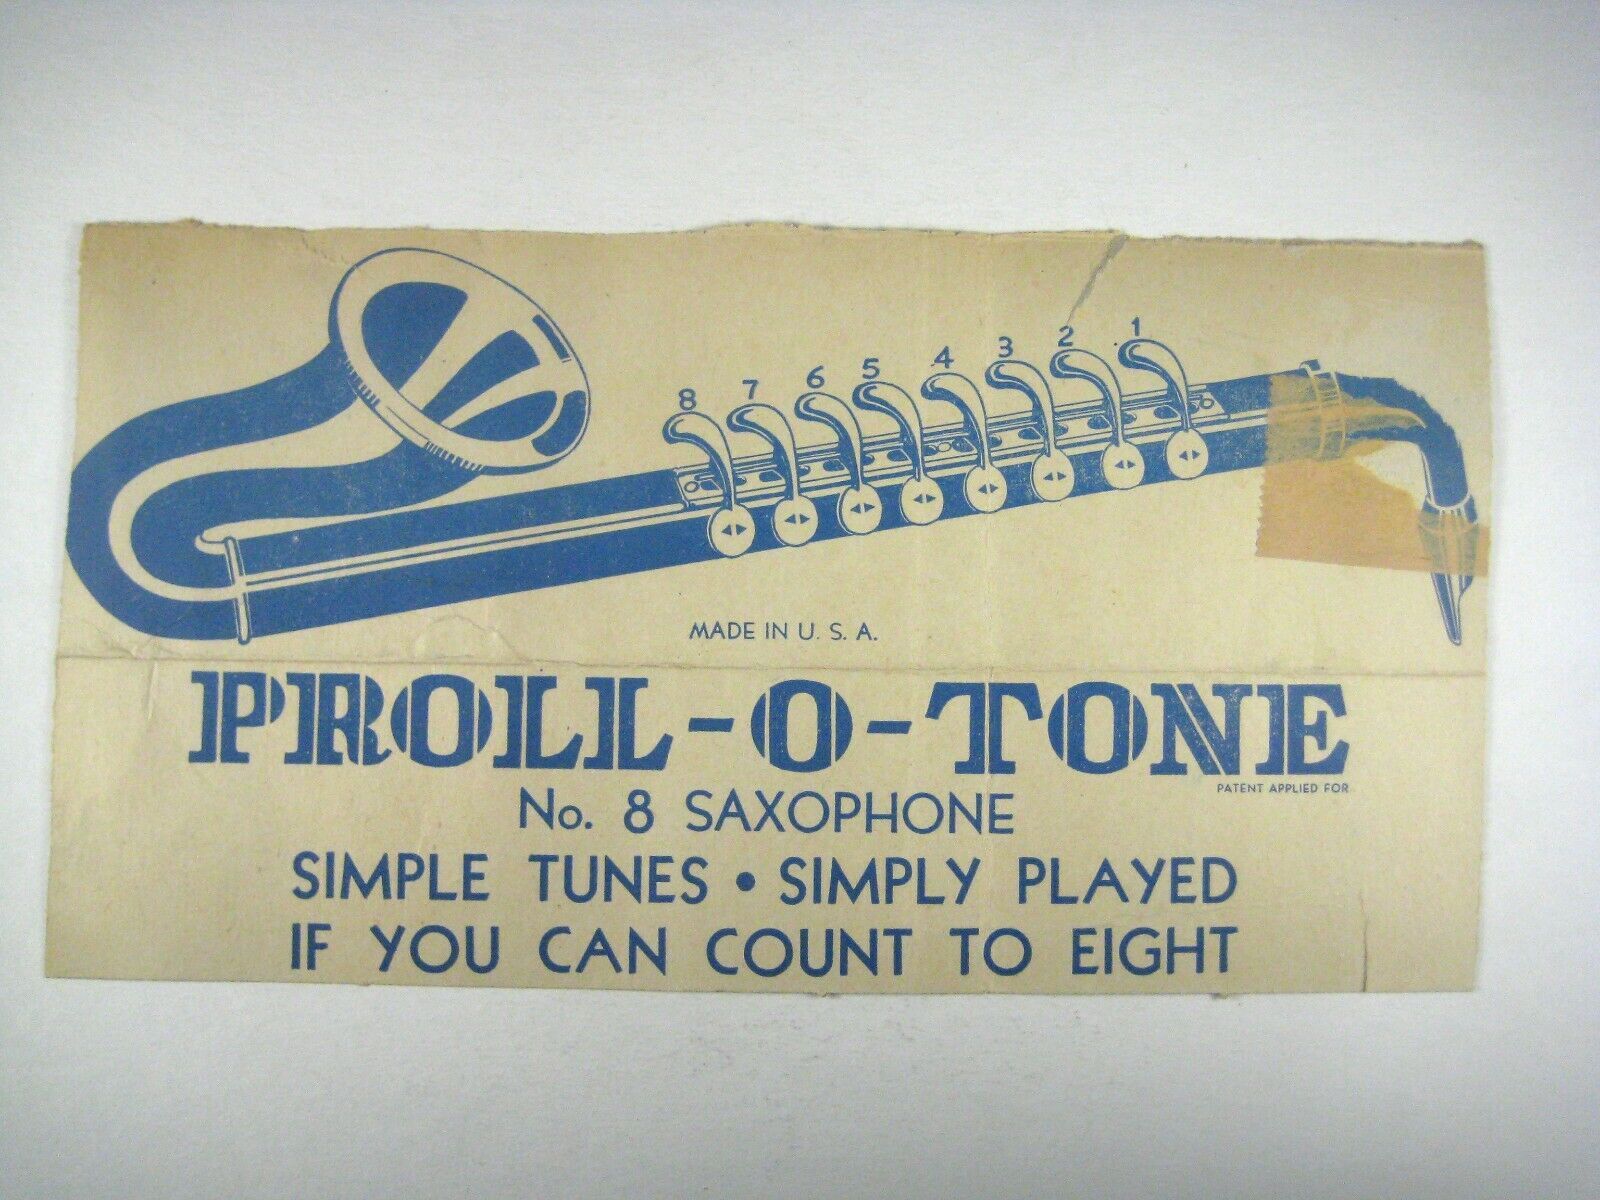 8 7 6 5 4 3 2 1
MADE IN U. S. A.
PROLL-O-TONE
PATENT APPLIED FOR
No. 8 SAXOPHONE
SIMPLE TUNES • SIMPLY PLAYED
IF YOU CAN COUNT TO EIGHT